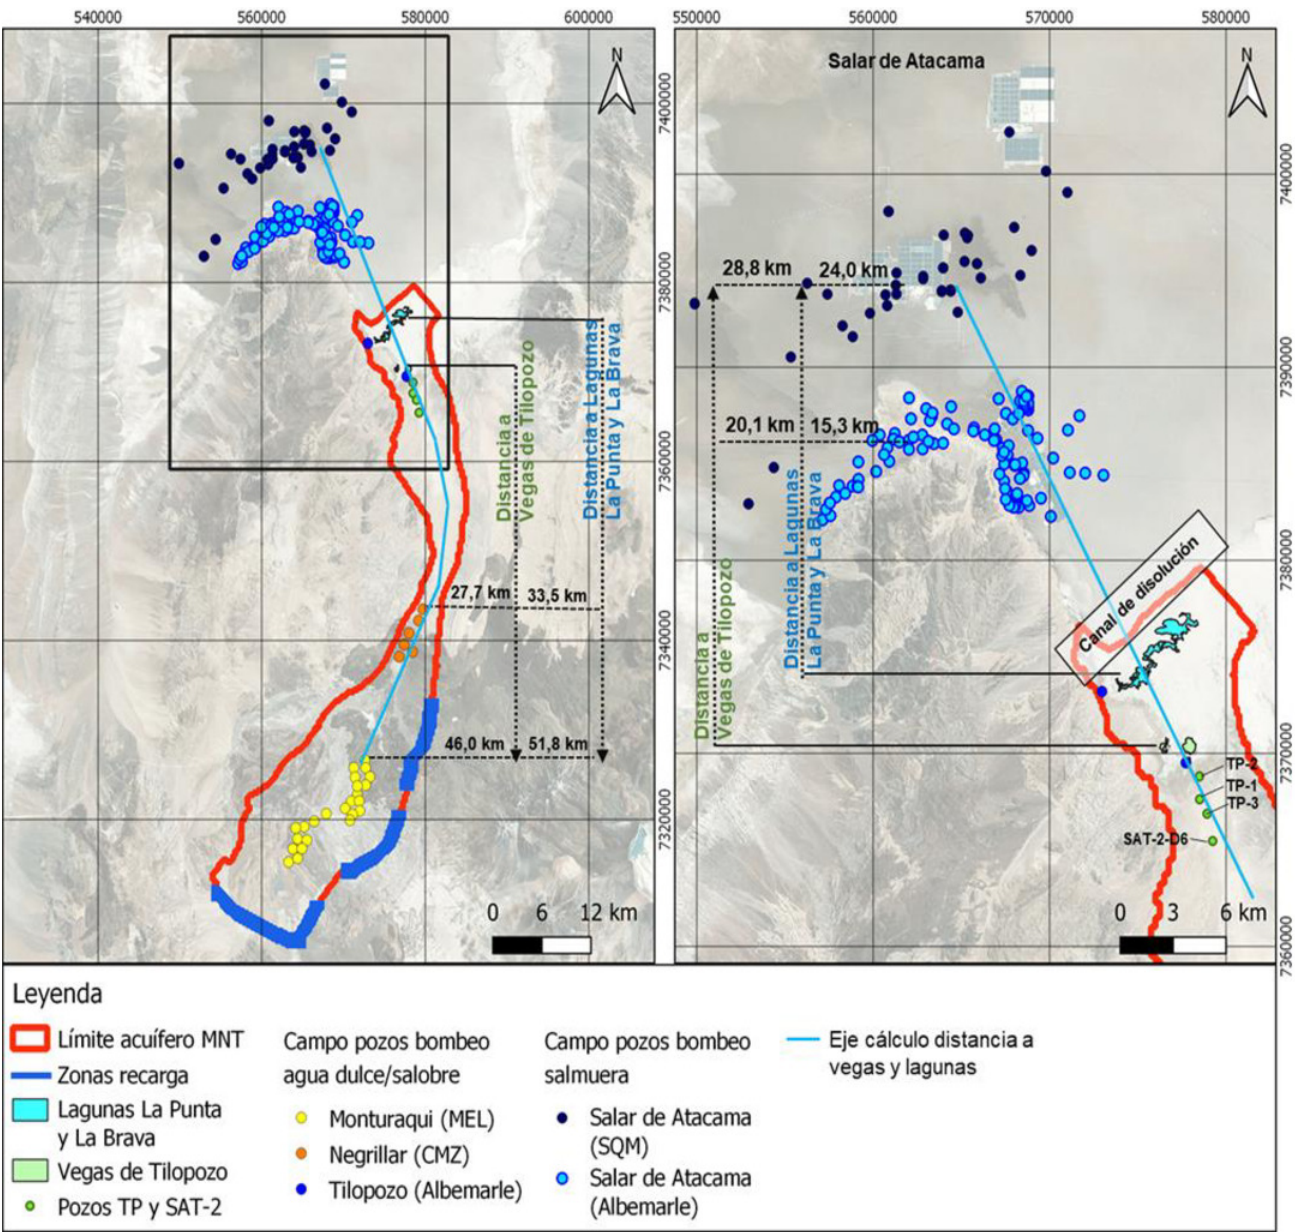 540000 560000 580000 600000
N
7400000
7380000
7360000
7340000
7320000
Distancia a
Vegas de Tilopozo
Distancia a Lagunas
La Punta y La Brava
27,7 km 33,5 km
46,0 km 51,8 km
0 6 12 km
550000 560000 570000 580000
Salar de Atacama
N
7400000
7390000
7380000
7370000
7360000
28,8 km 24,0 km
20,1 km 15,3 km
Distancia a
Vegas de Tilopozo
Distancia a Lagunas
La Punta y La Brava
Canal de disolución
TP-2
TP-1
TP-3
SAT-2-D6
0 3 6 km
Leyenda
Límite acuífero MNT
Zonas recarga
Lagunas La Punta
y La Brava
Vegas de Tilopozo
Pozos TP y SAT-2
Campo pozos bombeo
agua dulce/salobre
Monturaqui (MEL)
Negrillar (CMZ)
Tilopozo (Albemarle)
Campo pozos bombeo
salmuera
Salar de Atacama
(SQM)
Salar de Atacama
(Albemarle)
Eje cálculo distancia a
vegas y lagunas